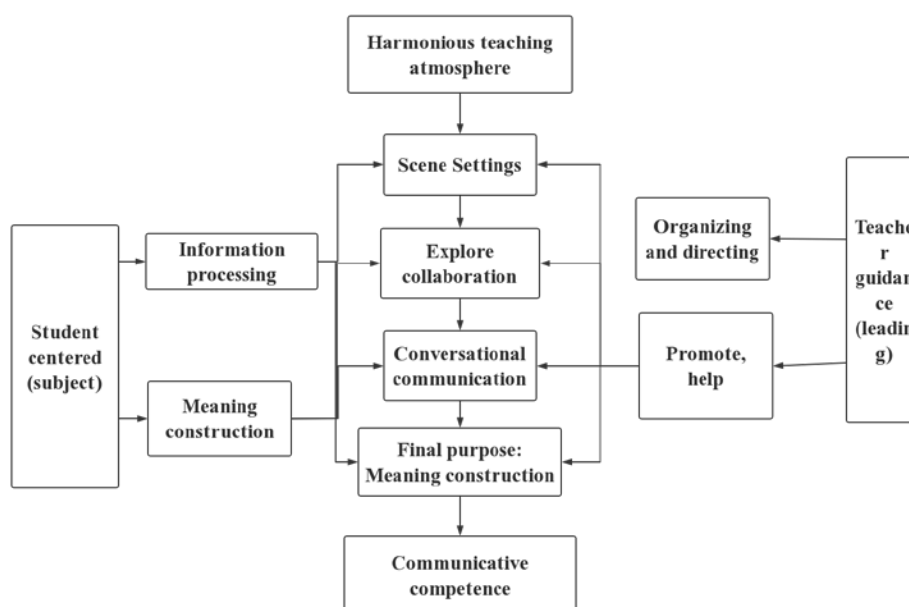 Harmonious teaching
atmosphere
Scene Settings
Explore
collaboration
Conversational
communication
Final purpose:
Meaning construction
Communicative
competence
Student
centered
(subject)
Information
processing
Meaning
construction
Organizing
and directing
Promote,
help
Teache
r
guidan
ce
(leadin
g)